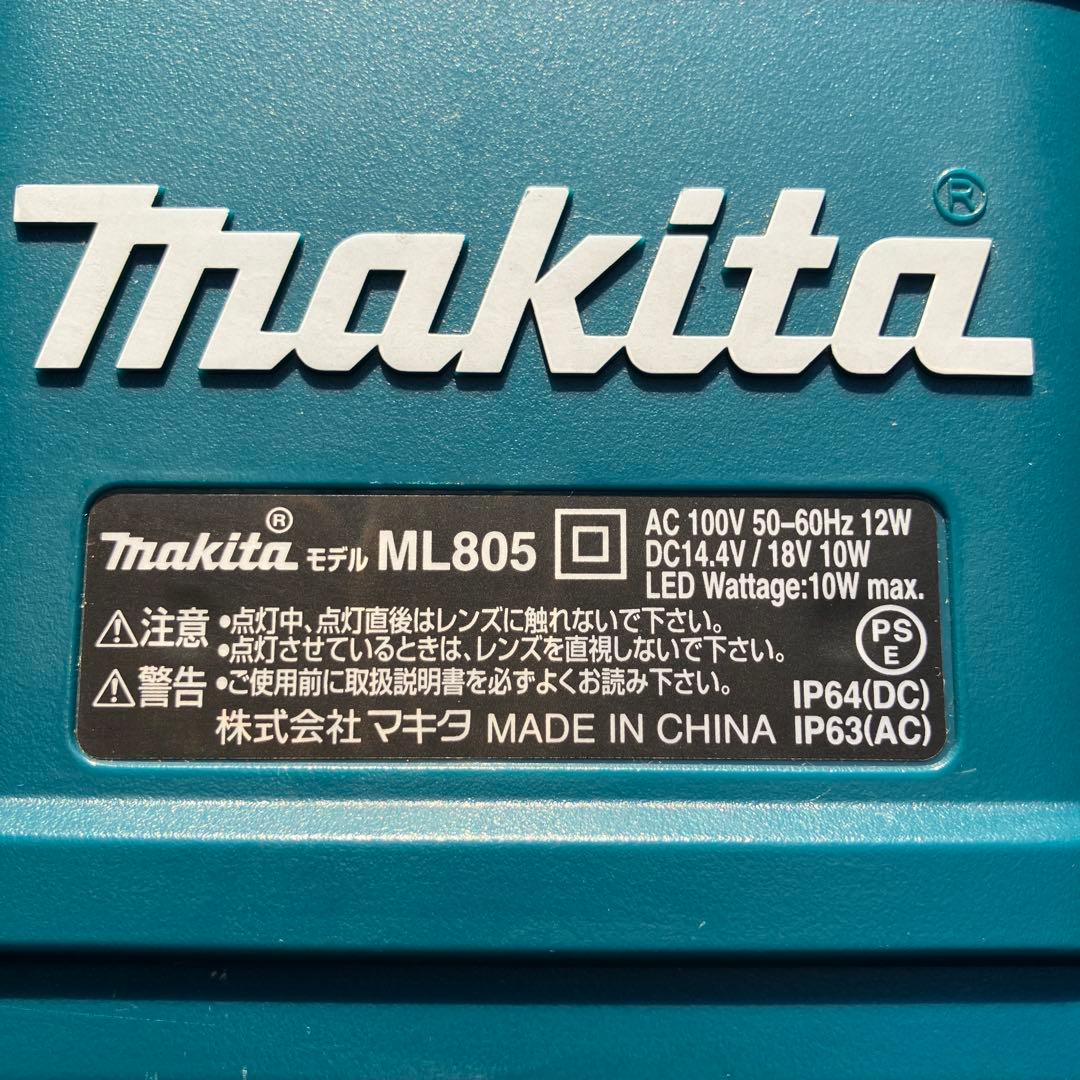 makita®
makita® モデル ML805
AC 100V 50-60Hz 12W
DC14.4V / 18V 10W
LED Wattage:10W max.
⚠注意 •点灯中、点灯直後はレンズに触れないで下さい。
•点灯させているときは、レンズを直視しないで下さい。
⚠警告 •ご使用前に取扱説明書を必ずよくお読み下さい。
PS
E
IP64(DC)
株式会社 マキタ MADE IN CHINA IP63(AC)